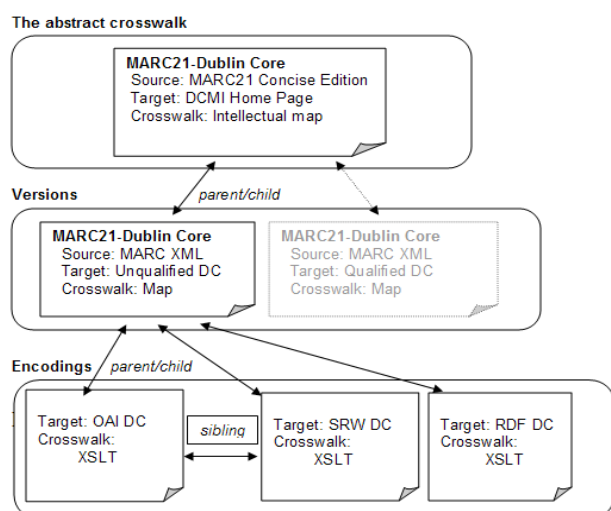 The abstract crosswalk
MARC21-Dublin Core
Source: MARC21 Concise Edition
Target: DCMI Home Page
Crosswalk: Intellectual map
Versions
parent/child
MARC21-Dublin Core
Source: MARC XML
Target: Unqualified DC
Crosswalk: Map
MARC21-Dublin Core
Source: MARC XML
Target: Qualified DC
Crosswalk: Map
Encodings
parent/child
Target: OAI DC
Crosswalk:
XSLT
sibling
Target: SRW DC
Crosswalk:
XSLT
Target: RDF DC
Crosswalk:
XSLT